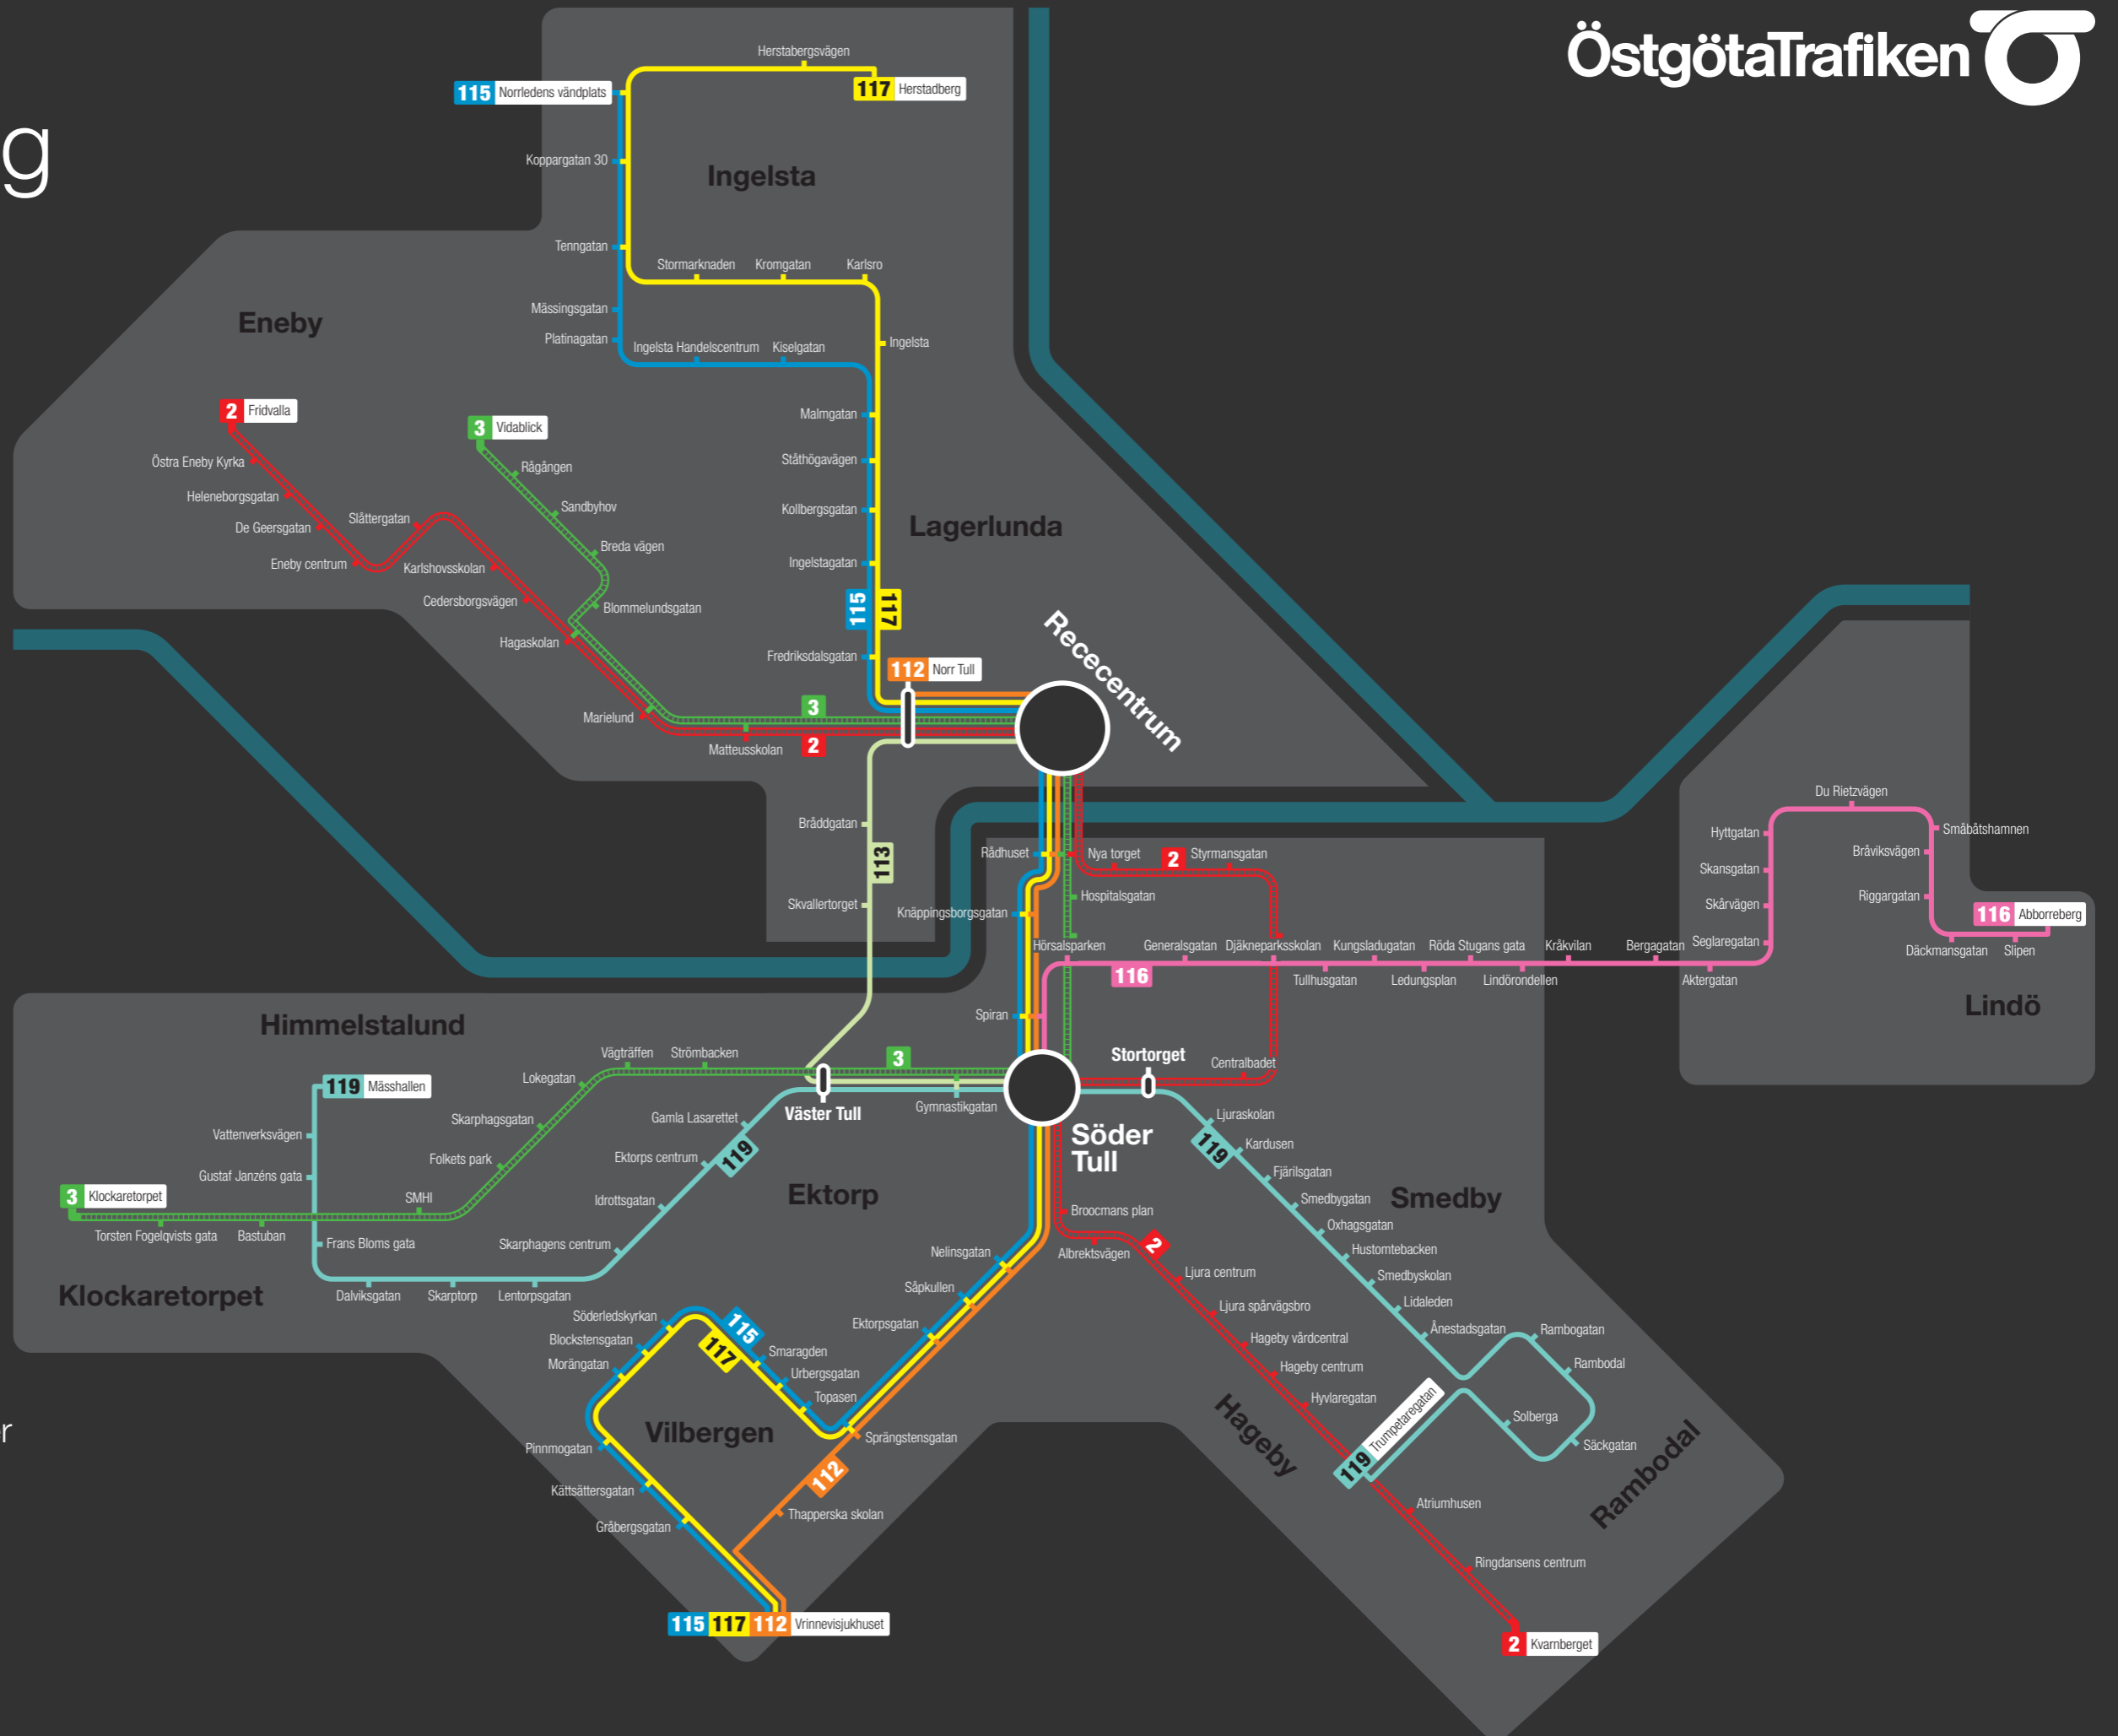 ÖstgötaTrafiken
g
r
Herstabergsvägen
117 Herstadberg
115 Norrledens vändplats
Koppargatan 30
Ingelsta
Tenngatan
Stormarknaden
Kromgatan
Karlsro
Mässingsgatan
Platinagatan
Ingelsta Handelscentrum
Kiselgatan
Ingelsta
Eneby
2 Fridvalla
3 Vidablick
Östra Eneby Kyrka
Heleneborgsgatan
De Geersgatan
Eneby centrum
Slåttergatan
Karlshovsskolan
Cedersborgsvägen
Hagaskolan
Marielund
Matteusskolan
Rågången
Sandbyhov
Breda vägen
Blommelundsgatan
3
2
Malmgatan
Ståthögavägen
Kollbergsgatan
Lagerlunda
Ingelstagatan
115
117
Fredriksdalsgatan
112 Norr Tull
Rececentrum
Bråddgatan
113
Skvallertorget
Rådhuset
Nya torget
2
Styrmansgatan
Hospitalsgatan
Knäppingsborgsgatan
Hörsalsparken
Generalsgatan
Djäkneparksskolan
Kungsladugatan
Röda Stugans gata
Kråkvilan
Bergagatan
116
Tullhusgatan
Ledungsplan
Lindörondellen
Aktergatan
Seglaregatan
Skårvägen
Skansgatan
Hyttgatan
Du Rietzvägen
Småbåtshamnen
Bråviksvägen
Riggargatan
116 Abborreberg
Däckmansgatan
Slipen
Lindö
Spiran
Stortorget
Centralbadet
Söder
Tull
Himmelstalund
119 Mässhallen
Vägträffen
Strömbacken
3
Lokegatan
Skarphagsgatan
Folkets park
SMHI
Väster Tull
Gymnastikgatan
Gamla Lasarettet
Ektorps centrum
119
Idrottsgatan
Skarphagens centrum
Vattenverksvägen
Gustaf Janzéns gata
3 Klockaretorpet
Torsten Fogelqvists gata
Bastuban
Frans Bloms gata
Dalviksgatan
Skarptorp
Lentorpsgatan
Klockaretorpet
Ektorp
Nelinsgatan
Såpkullen
Ektorpsgatan
Söderledskyrkan
Blockstensgatan
Morängatan
115
117
Smaragden
Urbergsgatan
Topasen
Sprängstensgatan
Vilbergen
Pinnmogatan
Kättsättersgatan
Gråbergsgatan
112
Thapperska skolan
115 117 112 Vrinnevisjukhuset
Broocmans plan
Albrektsvägen
2
Ljura centrum
Ljura spårvägsbro
Hageby vårdcentral
Hageby centrum
Hyvlaregatan
Hageby
Ljuraskolan
119
Kardusen
Fjärilsgatan
Smedbygatan
Oxhagsgatan
Hustomtebacken
Smedbyskolan
Lidaleden
Ånestadsgatan
Smedby
Rambogatan
Rambodal
Solberga
Säckgatan
Rambodal
119 Trumpetaregatan
Atriumhusen
Ringdansens centrum
2 Kvarnberget